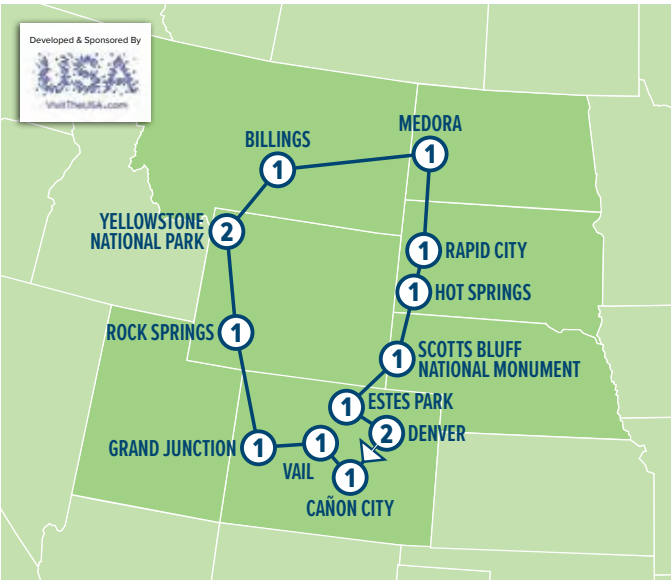 Developed & Sponsored By
USA
VisitTheUSA.com
MEDORA
1
BILLINGS
1
YELLOWSTONE
NATIONAL PARK
2
1
RAPID CITY
1
HOT SPRINGS
ROCK SPRINGS
1
1
SCOTTS BLUFF
NATIONAL MONUMENT
1
ESTES PARK
2
DENVER
GRAND JUNCTION
1
1
VAIL
1
CAÑON CITY